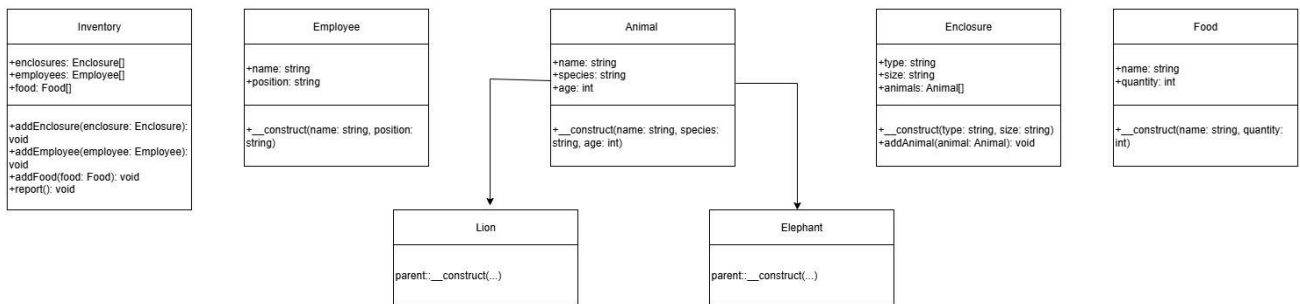 Inventory
+enclosures: Enclosure[]
+employees: Employee[]
+food: Food[]
+addEnclosure(enclosure: Enclosure):
void
+addEmployee(employee: Employee):
void
+addFood(food: Food): void
+report(): void
Employee
+name: string
+position: string
+__construct(name: string, position:
string)
Animal
+name: string
+species: string
+age: int
+__construct(name: string, species:
string, age: int)
Enclosure
+type: string
+size: string
+animals: Animal[]
+__construct(type: string, size: string)
+addAnimal(animal: Animal): void
Food
+name: string
+quantity: int
+__construct(name: string, quantity:
int)
Lion
parent::__construct(...)
Elephant
parent::__construct(...)